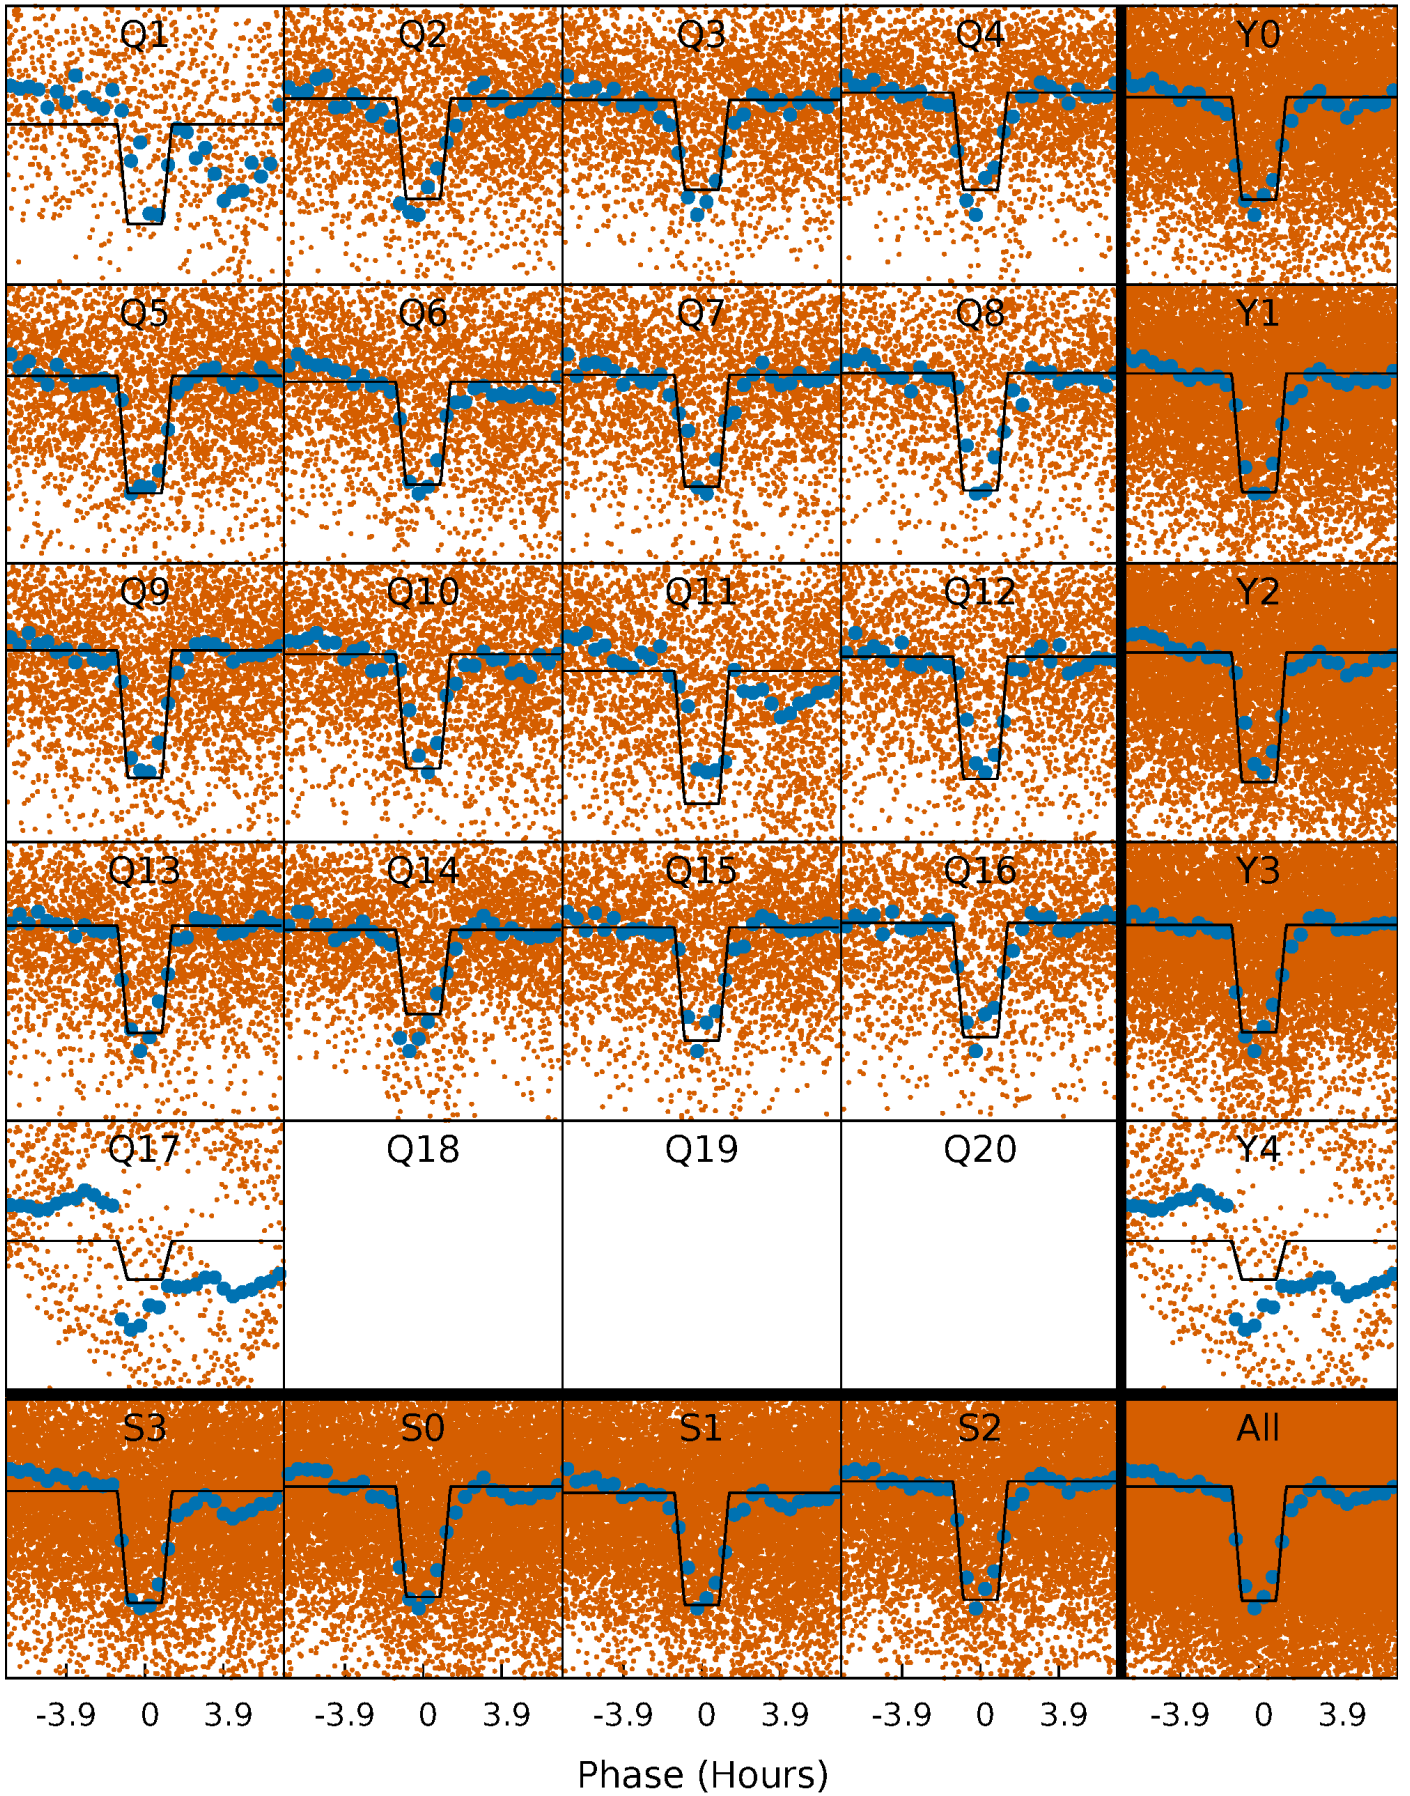 Q1 Q2 Q3 Q4 Y0
Q5 Q6 Q7 Q8 Y1
Q9 Q10 Q11 Q12 Y2
Q13 Q14 Q15 Q16 Y3
Q17 Q18 Q19 Q20 Y4
S3 S0 S1 S2 All
-3.9 0 3.9 -3.9 0 3.9 -3.9 0 3.9 -3.9 0 3.9 -3.9 0 3.9
Phase (Hours)